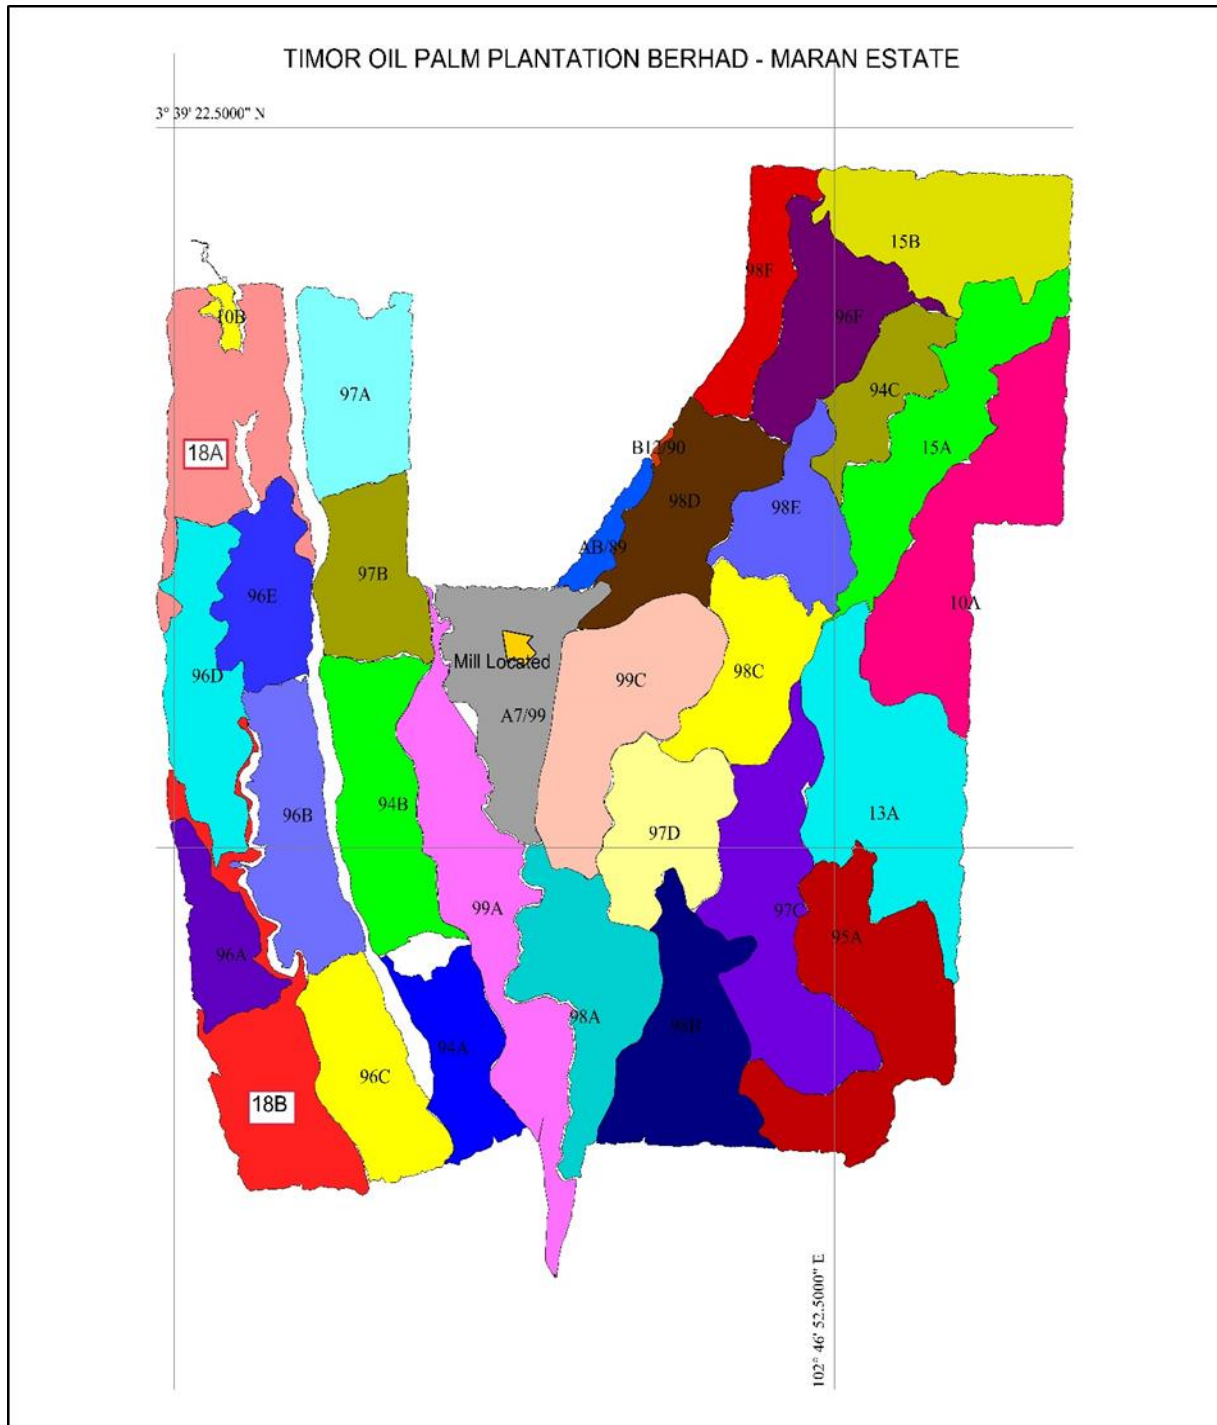 TIMOR OIL PALM PLANTATION BERHAD - MARAN ESTATE
3° 39' 22.5000" N
15B
98F
10B
96F
97A
94C
18A
B12/90
15A
98D
98E
AB/89
97B
96E
10A
Mill Located
96D
98C
99C
A7/99
94B
96B
13A
97D
99A
97C
95A
96A
98A
98B
94A
96C
18B
102° 46' 52.5000" E